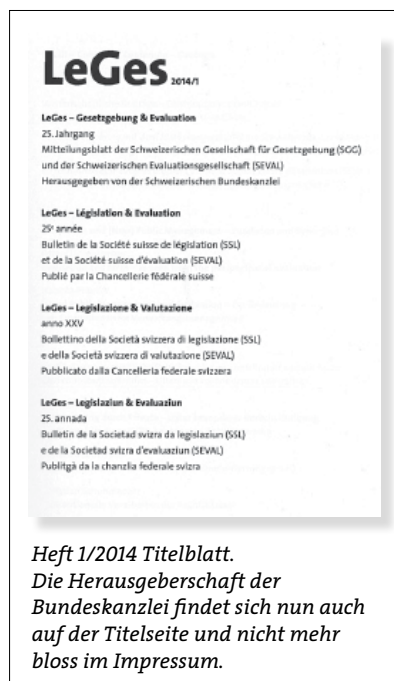 LeGes 2014/1
LeGes – Gesetzgebung & Evaluation
25. Jahrgang
Mitteilungsblatt der Schweizerischen Gesellschaft für Gesetzgebung (SGG)
und der Schweizerischen Evaluationsgesellschaft (SEVAL)
Herausgegeben von der Schweizerischen Bundeskanzlei
LeGes – Législation & Evaluation
25e année
Bulletin de la Société suisse de législation (SSL)
et de la Société suisse d'évaluation (SEVAL)
Publié par la Chancellerie fédérale suisse
LeGes – Legislazione & Valutazione
anno XXV
Bollettino della Società svizzera di legislazione (SSL)
e della Società svizzera di valutazione (SEVAL)
Pubblicato dalla Cancelleria federale svizzera
LeGes – Legislaziun & Evaluaziun
25. annada
Bulletin de la Societad svizra da legislaziun (SSL)
e de la Societad svizra d'evaluaziun (SEVAL)
Publitgà da la chanzlia federale svizra
Heft 1/2014 Titelblatt.
Die Herausgeberschaft der
Bundeskanzlei findet sich nun auch
auf der Titelseite und nicht mehr
bloss im Impressum.